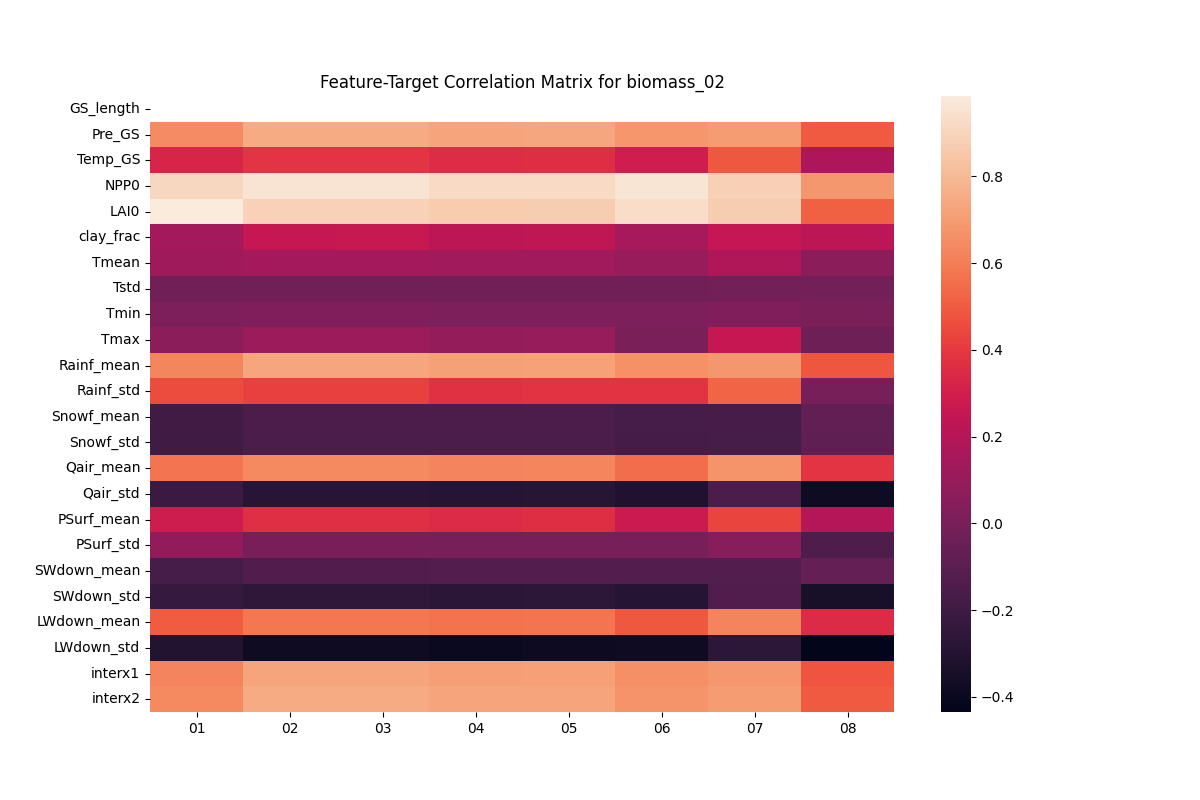 Feature-Target Correlation Matrix for biomass_02
GS_length
Pre_GS
Temp_GS
NPP0
LAI0
clay_frac
Tmean
Tstd
Tmin
Tmax
Rainf_mean
Rainf_std
Snowf_mean
Snowf_std
Qair_mean
Qair_std
PSurf_mean
PSurf_std
SWdown_mean
SWdown_std
LWdown_mean
LWdown_std
interx1
interx2
01 02 03 04 05 06 07 08
0.8
0.6
0.4
0.2
0.0
−0.2
−0.4